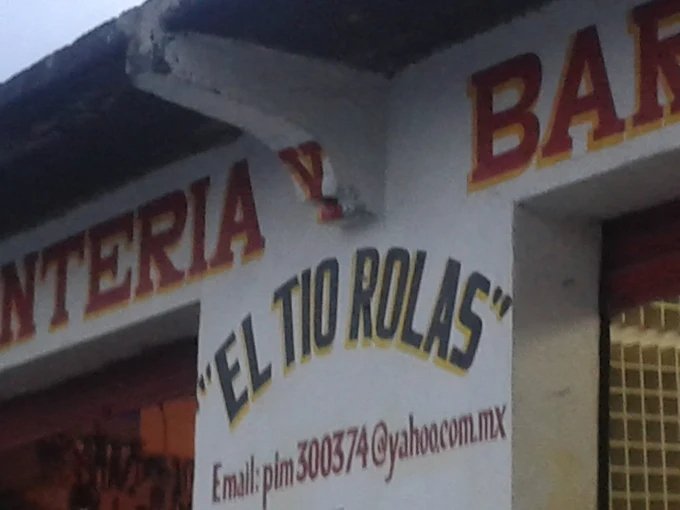 NTERIA Y BAR
"EL TIO ROLAS"
Email: pim300374@yahoo.com.mx